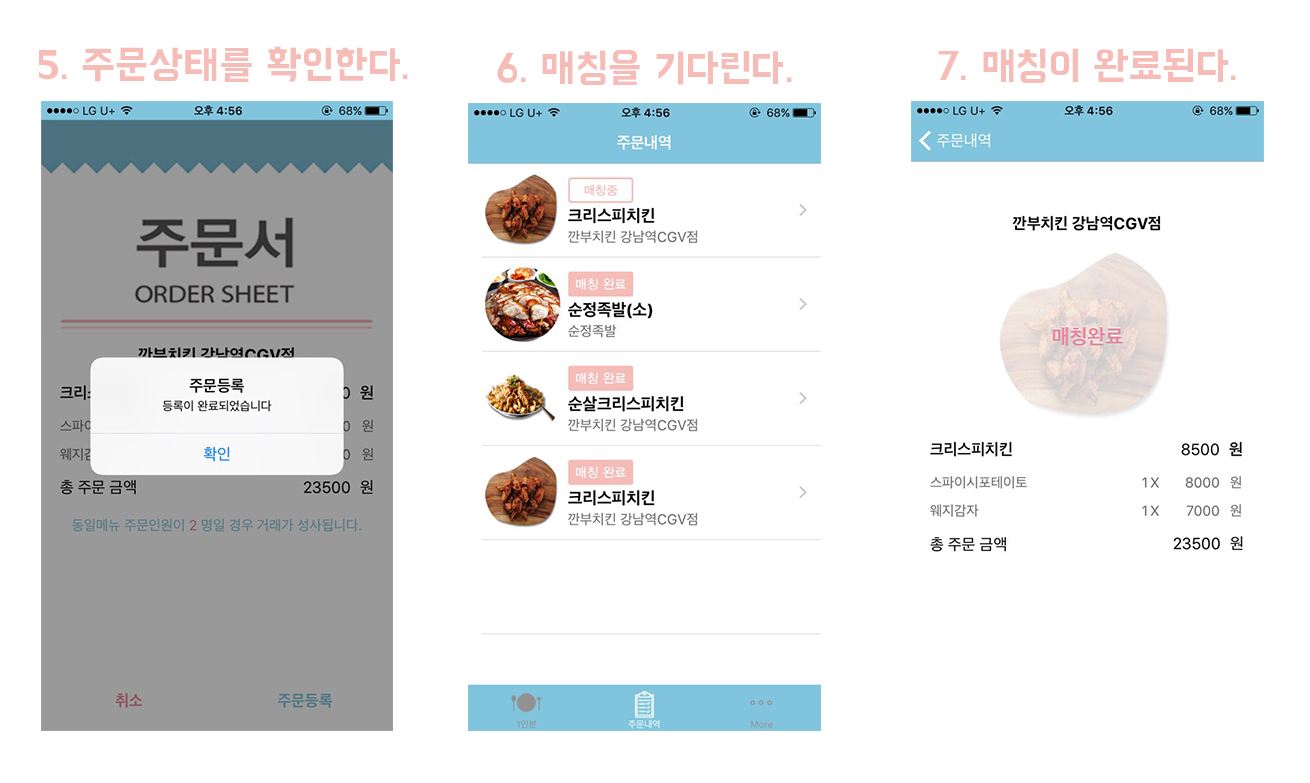 5. 주문상태를 확인한다.
LG U+ 오후 4:56 68%
주문서
ORDER SHEET
깐부치킨 강남역CGV점
주문등록
등록이 완료되었습니다
확인
크리 0 원
스파 0 원
웨지 0 원
총 주문 금액 23500 원
동일메뉴 주문인원이 2 명일 경우 거래가 성사됩니다.
취소 주문등록
6. 매칭을 기다린다.
LG U+ 오후 4:56 68%
주문내역
매칭중
크리스피치킨
깐부치킨 강남역CGV점
매칭 완료
순정족발(소)
순정족발
매칭 완료
순살크리스피치킨
깐부치킨 강남역CGV점
매칭 완료
크리스피치킨
깐부치킨 강남역CGV점
1인분 주문내역 More
7. 매칭이 완료된다.
LG U+ 오후 4:56 68%
주문내역
깐부치킨 강남역CGV점
매칭완료
크리스피치킨 8500 원
스파이시포테이토 1 X 8000 원
웨지감자 1 X 7000 원
총 주문 금액 23500 원